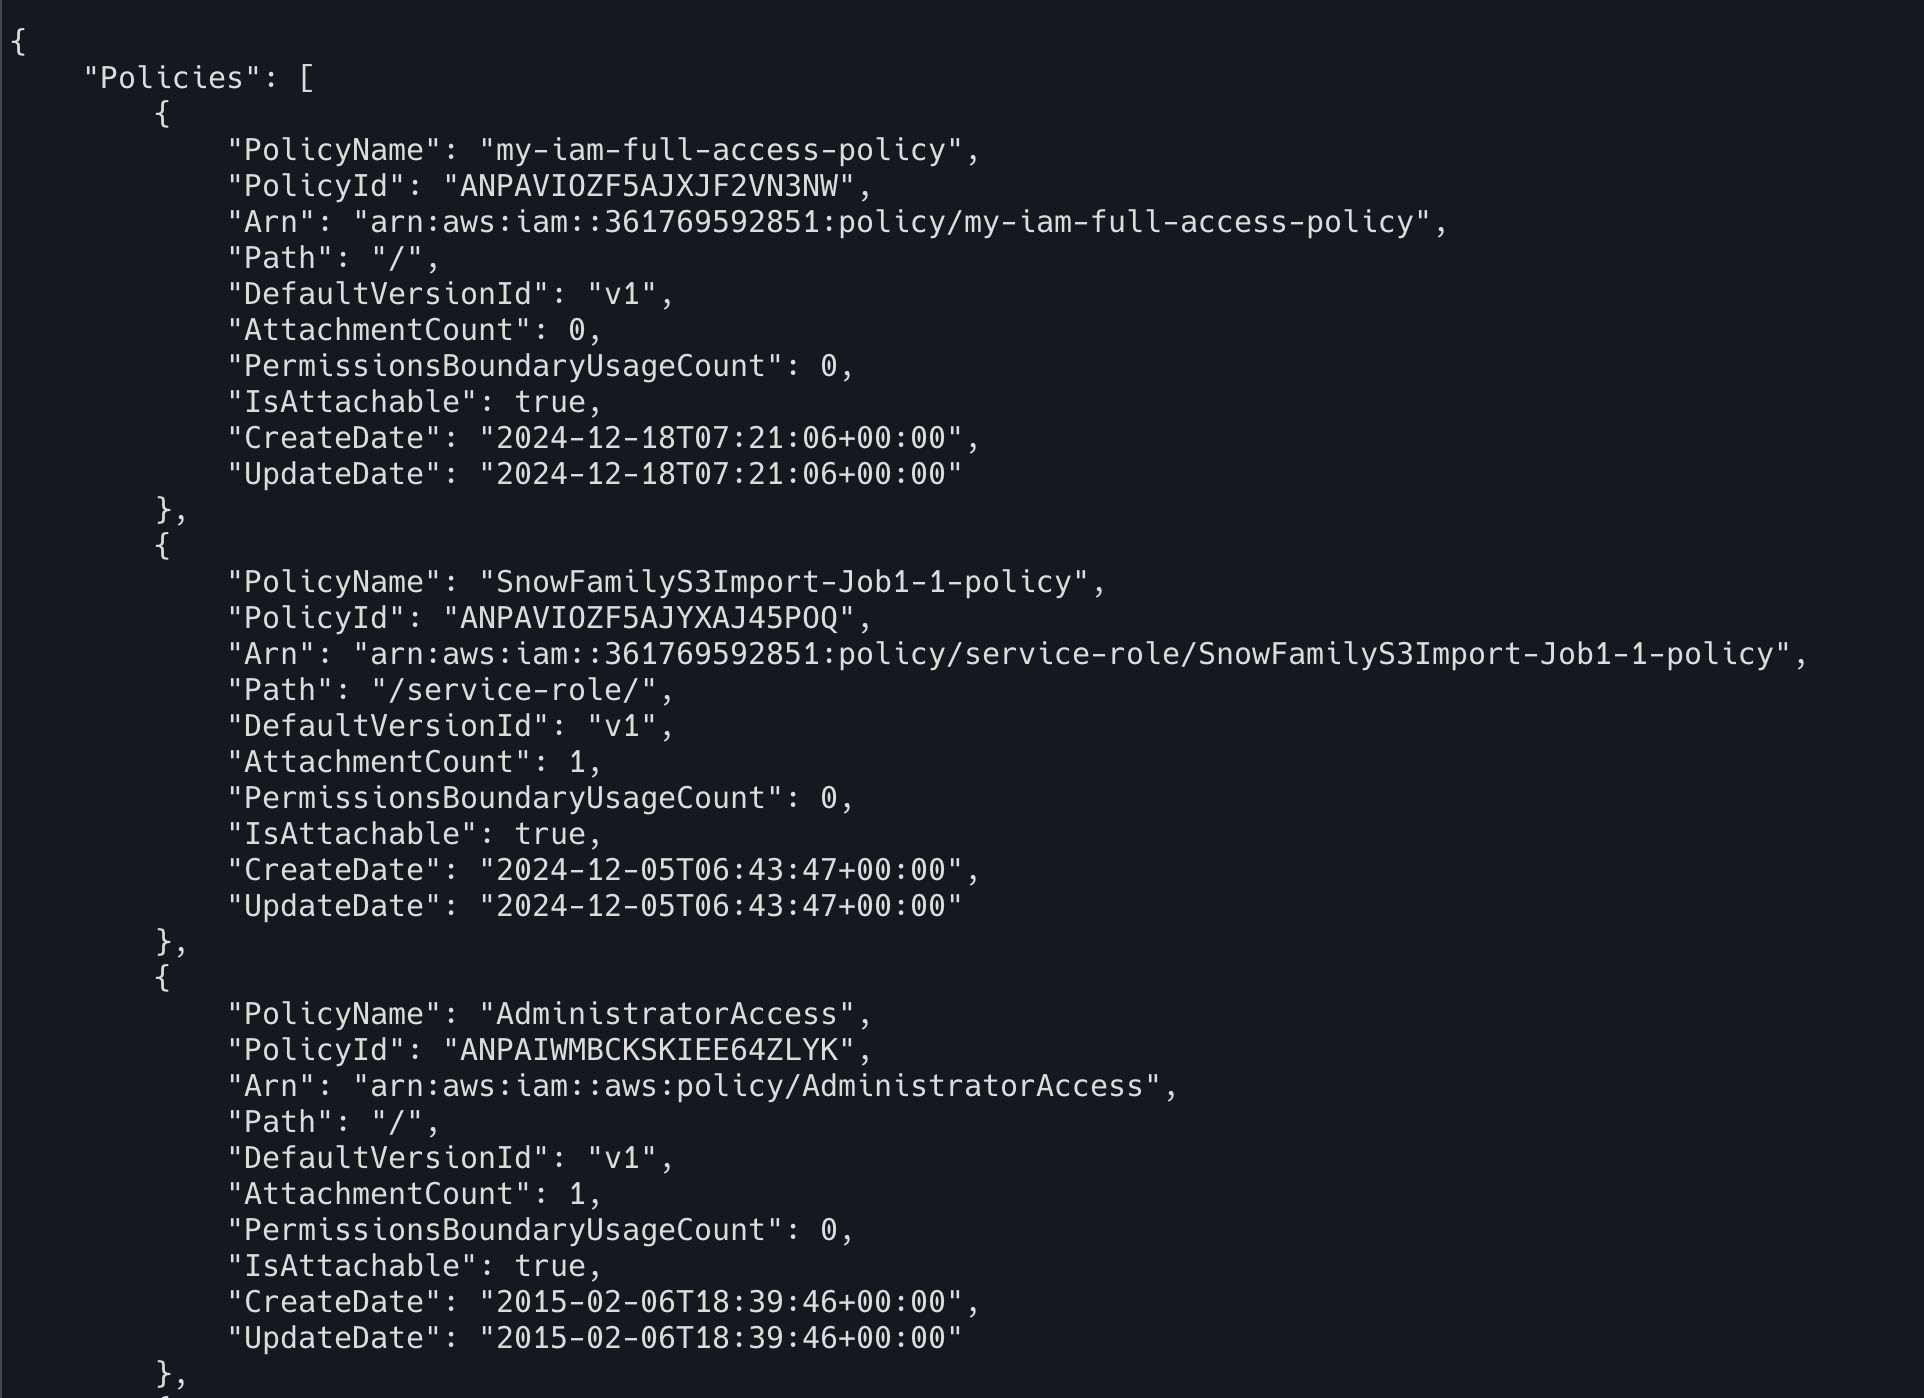 {
    "Policies": [
        {
            "PolicyName": "my-iam-full-access-policy",
            "PolicyId": "ANPAVIOZF5AJXJF2VN3NW",
            "Arn": "arn:aws:iam::361769592851:policy/my-iam-full-access-policy",
            "Path": "/",
            "DefaultVersionId": "v1",
            "AttachmentCount": 0,
            "PermissionsBoundaryUsageCount": 0,
            "IsAttachable": true,
            "CreateDate": "2024-12-18T07:21:06+00:00",
            "UpdateDate": "2024-12-18T07:21:06+00:00"
        },
        {
            "PolicyName": "SnowFamilyS3Import-Job1-1-policy",
            "PolicyId": "ANPAVIOZF5AJYXAJ45POQ",
            "Arn": "arn:aws:iam::361769592851:policy/service-role/SnowFamilyS3Import-Job1-1-policy",
            "Path": "/service-role/",
            "DefaultVersionId": "v1",
            "AttachmentCount": 1,
            "PermissionsBoundaryUsageCount": 0,
            "IsAttachable": true,
            "CreateDate": "2024-12-05T06:43:47+00:00",
            "UpdateDate": "2024-12-05T06:43:47+00:00"
        },
        {
            "PolicyName": "AdministratorAccess",
            "PolicyId": "ANPAIWMBCKSKIEE64ZLYK",
            "Arn": "arn:aws:iam::aws:policy/AdministratorAccess",
            "Path": "/",
            "DefaultVersionId": "v1",
            "AttachmentCount": 1,
            "PermissionsBoundaryUsageCount": 0,
            "IsAttachable": true,
            "CreateDate": "2015-02-06T18:39:46+00:00",
            "UpdateDate": "2015-02-06T18:39:46+00:00"
        },